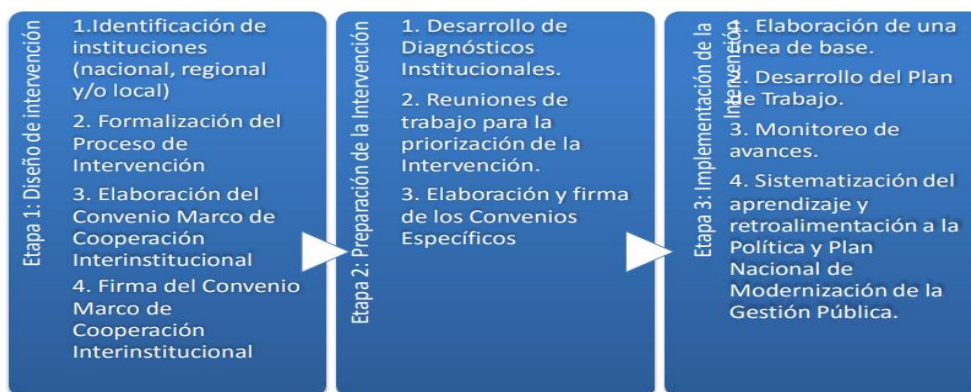 Etapa 1: Diseño de intervención
1.Identificación de
instituciones
(nacional, regional
y/o local)
2. Formalización del
Proceso de
Intervención
3. Elaboración del
Convenio Marco de
Cooperación
Interinstitucional
4. Firma del Convenio
Marco de
Cooperación
Interinstitucional
Etapa 2: Preparación de la Intervención
1. Desarrollo de
Diagnósticos
Institucionales.
2. Reuniones de
trabajo para la
priorización de la
Intervención.
3. Elaboración y firma
de los Convenios
Específicos
Etapa 3: Implementación de la
Intervención
1. Elaboración de una
línea de base.
2. Desarrollo del Plan
de Trabajo.
3. Monitoreo de
avances.
4. Sistematización del
aprendizaje y
retroalimentación a la
Política y Plan
Nacional de
Modernización de la
Gestión Pública.